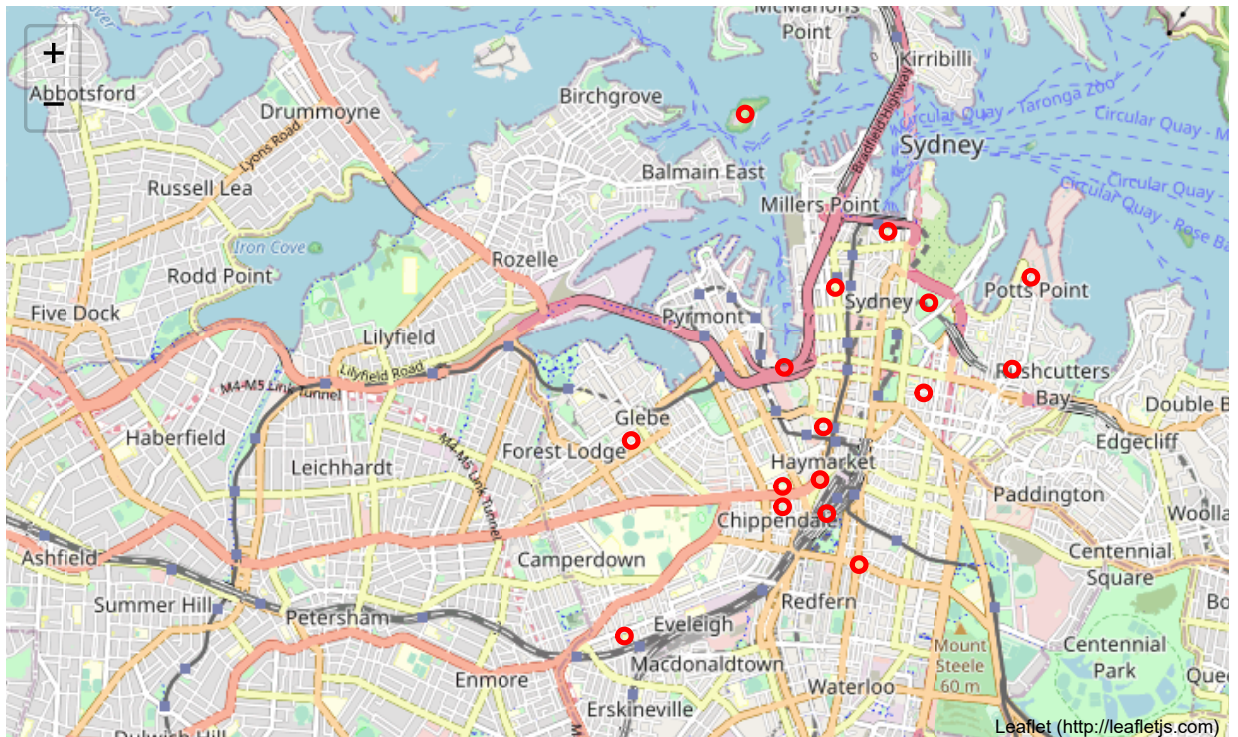 +
−
McMahons
Point
Kirribilli
Abbotsford
Drummoyne
Birchgrove
Lyons Road
Bradfield Highway
Circular Quay - Taronga Zoo
Circular Quay - M
Sydney
Balmain East
Russell Lea
Circular Quay -
Circular Quay - Rose Ba
Millers Point
Iron Cove
Rozelle
Rodd Point
Potts Point
Sydney
Five Dock
Pyrmont
Lilyfield
Lilyfield Road
M4-M5 Link Tunnel
Rushcutters
Bay
Double B
Glebe
Haberfield
Forest Lodge
Edgecliff
Leichhardt
M4-M5 Link Tunnel
Haymarket
Paddington
Woolla
Chippendale
Ashfield
Camperdown
Centennial
Square
Summer Hill
Petersham
Redfern
Bo
Eveleigh
Mount
Steele
60 m
Centennial
Park
Macdonaldtown
Enmore
Waterloo
Quee
Erskineville
M
Dulwich Hill
Leaflet (http://leafletjs.com)